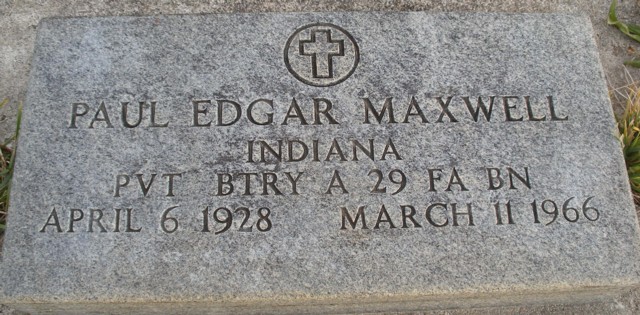 PAUL EDGAR MAXWELL
INDIANA
PVT BTRY A 29 FA BN
APRIL 6 1928 MARCH 11 1966